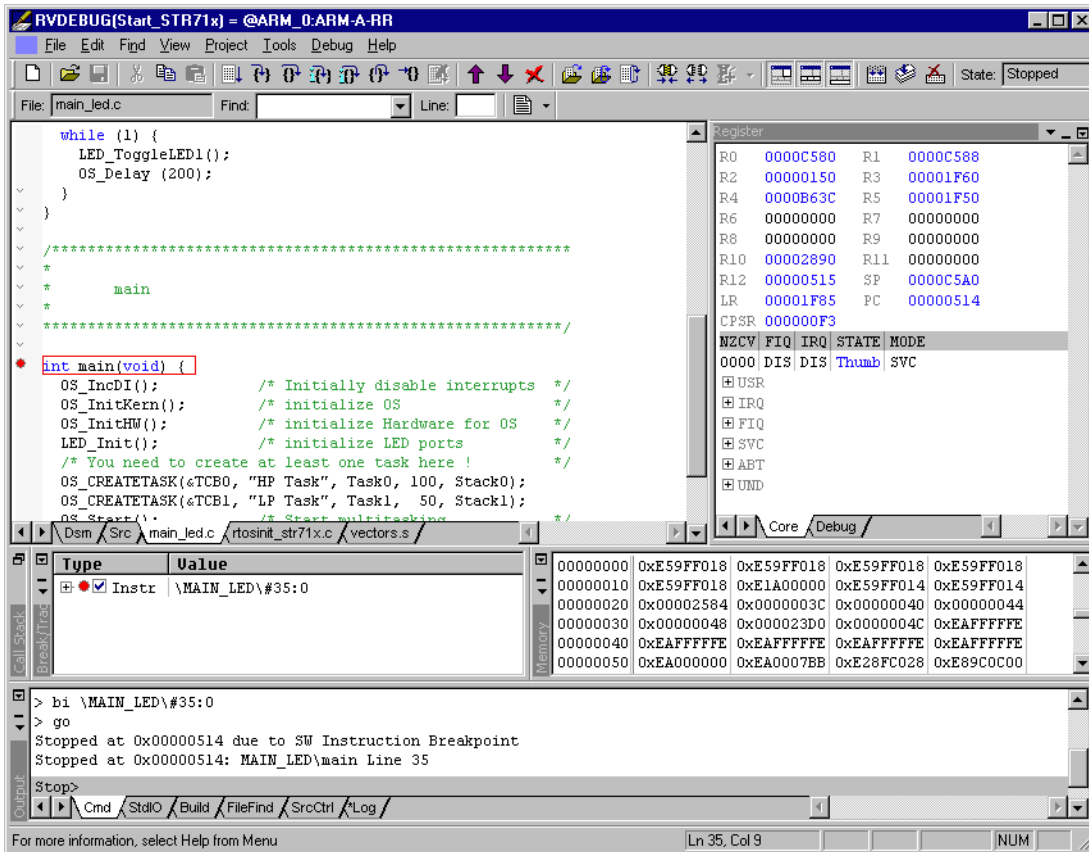 RVDEBUG(Start_STR71x) = @ARM_0:ARM-A-RR
File Edit Find View Project Tools Debug Help
State: Stopped
File: main_led.c Find: Line:
while (1) {
LED_ToggleLED1();
OS_Delay (200);
}
}
/**********************************************************
*
* main
*
**********************************************************/
int main(void) {
OS_IncDI(); /* Initially disable interrupts */
OS_InitKern(); /* initialize OS */
OS_InitHW(); /* initialize Hardware for OS */
LED_Init(); /* initialize LED ports */
/* You need to create at least one task here ! */
OS_CREATETASK(&TCB0, "HP Task", Task0, 100, Stack0);
OS_CREATETASK(&TCB1, "LP Task", Task1, 50, Stack1);
OS_Start(); /* Start multitasking */
Dsm Src main_led.c rtosinit_str71x.c vectors.s
Register
R0 0000C580 R1 0000C588
R2 00000150 R3 00001F60
R4 0000B63C R5 00001F50
R6 00000000 R7 00000000
R8 00000000 R9 00000000
R10 00002890 R11 00000000
R12 00000515 SP 0000C5A0
LR 00001F85 PC 00000514
CPSR 000000F3
NZCV FIQ IRQ STATE MODE
0000 DIS DIS Thumb SVC
USR
IRQ
FIQ
SVC
ABT
UND
Core Debug
Call Stack
Break/Trac
Type Value
Instr \MAIN_LED\#35:0
Memory
00000000 0xE59FF018 0xE59FF018 0xE59FF018 0xE59FF018
00000010 0xE59FF018 0xE1A00000 0xE59FF014 0xE59FF014
00000020 0x00002584 0x0000003C 0x00000040 0x00000044
00000030 0x00000048 0x000023D0 0x0000004C 0xEAFFFFFE
00000040 0xEAFFFFFE 0xEAFFFFFE 0xEAFFFFFE 0xEAFFFFFE
00000050 0xEA000000 0xEA0007BB 0xE28FC028 0xE89C0C00
Output
> bi \MAIN_LED\#35:0
> go
Stopped at 0x00000514 due to SW Instruction Breakpoint
Stopped at 0x00000514: MAIN_LED\main Line 35
Stop>
Cmd StdIO Build FileFind SrcCtrl *Log
For more information, select Help from Menu
Ln 35, Col 9
NUM